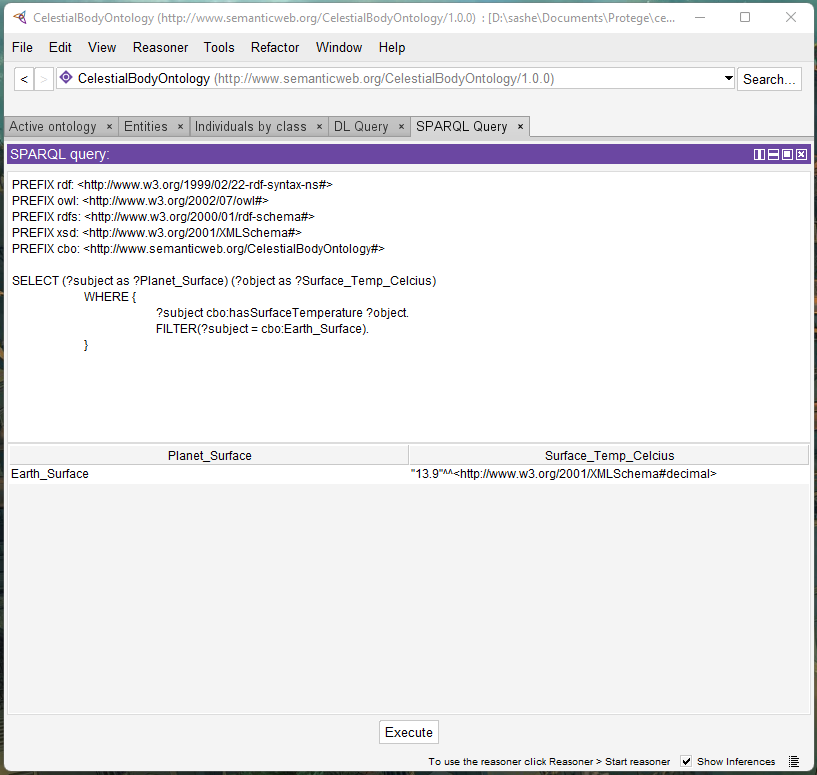 CelestialBodyOntology (http://www.semanticweb.org/CelestialBodyOntology/1.0.0) : [D:\sashe\Documents\Protege\ce...
File Edit View Reasoner Tools Refactor Window Help
< > CelestialBodyOntology (http://www.semanticweb.org/CelestialBodyOntology/1.0.0) Search...
Active ontology × Entities × Individuals by class × DL Query × SPARQL Query ×
SPARQL query:
PREFIX rdf: <http://www.w3.org/1999/02/22-rdf-syntax-ns#>
PREFIX owl: <http://www.w3.org/2002/07/owl#>
PREFIX rdfs: <http://www.w3.org/2000/01/rdf-schema#>
PREFIX xsd: <http://www.w3.org/2001/XMLSchema#>
PREFIX cbo: <http://www.semanticweb.org/CelestialBodyOntology#>
SELECT (?subject as ?Planet_Surface) (?object as ?Surface_Temp_Celcius)
WHERE {
?subject cbo:hasSurfaceTemperature ?object.
FILTER(?subject = cbo:Earth_Surface).
}
Planet_Surface Surface_Temp_Celcius
Earth_Surface "13.9"^^<http://www.w3.org/2001/XMLSchema#decimal>
Execute
To use the reasoner click Reasoner > Start reasoner Show Inferences